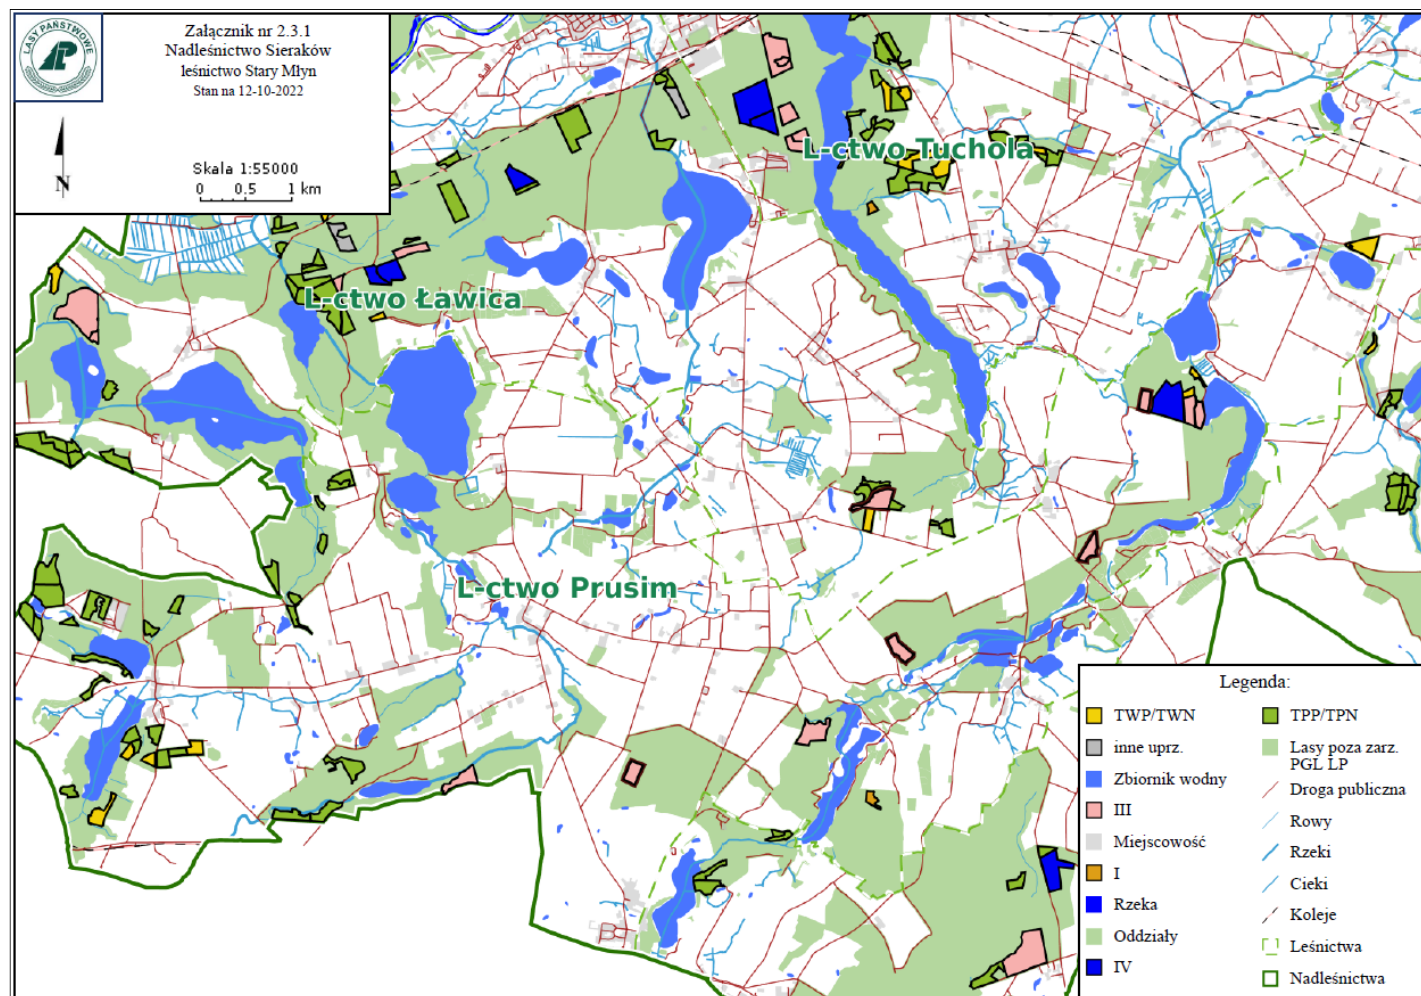 LASY PAŃSTWOWE
Załącznik nr 2.3.1
Nadleśnictwo Sieraków
leśnictwo Stary Młyn
Stan na 12-10-2022
Skala 1:55000
0 0.5 1 km
N
L-ctwo Tuchola
L-ctwo Ławica
L-ctwo Prusim
Legenda:
TWP/TWN
inne uprz.
Zbiornik wodny
III
Miejscowość
I
Rzeka
Oddziały
IV
TPP/TPN
Lasy poza zarz.
PGL LP
Droga publiczna
Rowy
Rzeki
Cieki
Koleje
Leśnictwa
Nadleśnictwa